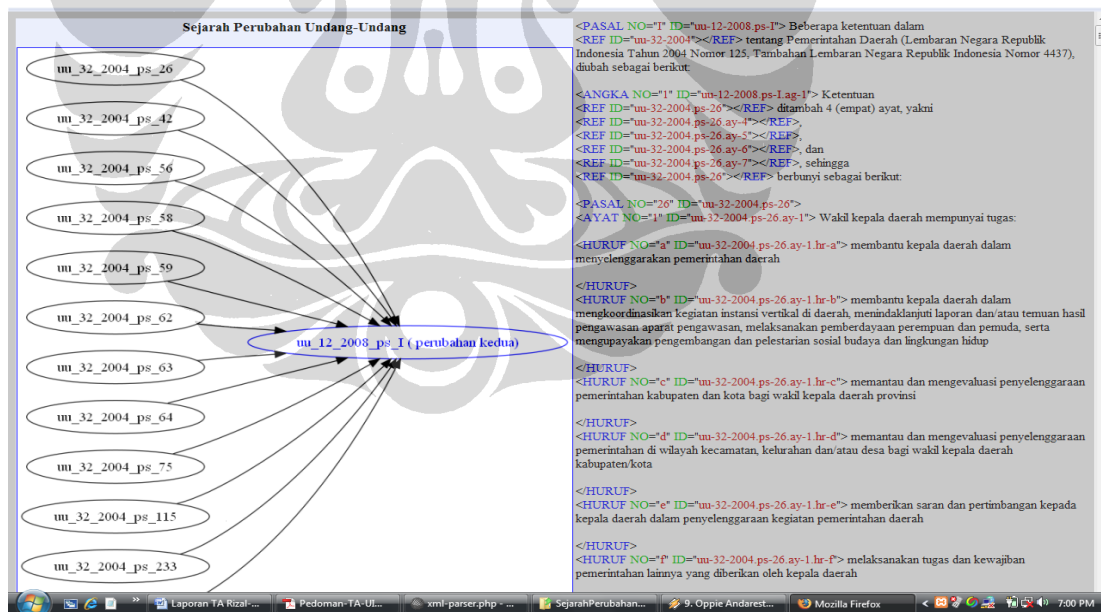 Sejarah Perubahan Undang-Undang
uu_32_2004_ps_26
uu_32_2004_ps_42
uu_32_2004_ps_56
uu_32_2004_ps_58
uu_32_2004_ps_59
uu_32_2004_ps_62
uu_32_2004_ps_63
uu_32_2004_ps_64
uu_32_2004_ps_75
uu_32_2004_ps_115
uu_32_2004_ps_233
uu_12_2008_ps_I ( perubahan kedua)
<PASAL NO="I" ID="uu-12-2008.ps-I"> Beberapa ketentuan dalam
<REF ID="uu-32-2004"></REF> tentang Pemerintahan Daerah (Lembaran Negara Republik
Indonesia Tahun 2004 Nomor 125, Tambahan Lembaran Negara Republik Indonesia Nomor 4437),
diubah sebagai berikut:
<ANGKA NO="1" ID="uu-12-2008.ps-I.ag-1"> Ketentuan
<REF ID="uu-32-2004.ps-26"></REF> ditambah 4 (empat) ayat, yakni
<REF ID="uu-32-2004.ps-26.ay-4"></REF>,
<REF ID="uu-32-2004.ps-26.ay-5"></REF>,
<REF ID="uu-32-2004.ps-26.ay-6"></REF>, dan
<REF ID="uu-32-2004.ps-26.ay-7"></REF>, sehingga
<REF ID="uu-32-2004.ps-26"></REF> berbunyi sebagai berikut:
<PASAL NO="26" ID="uu-32-2004.ps-26">
<AYAT NO="1" ID="uu-32-2004.ps-26.ay-1"> Wakil kepala daerah mempunyai tugas:
<HURUF NO="a" ID="uu-32-2004.ps-26.ay-1.hr-a"> membantu kepala daerah dalam
menyelenggarakan pemerintahan daerah
</HURUF>
<HURUF NO="b" ID="uu-32-2004.ps-26.ay-1.hr-b"> membantu kepala daerah dalam
mengkoordinasikan kegiatan instansi vertikal di daerah, menindaklanjuti laporan dan/atau temuan hasil
pengawasan aparat pengawasan, melaksanakan pemberdayaan perempuan dan pemuda, serta
mengupayakan pengembangan dan pelestarian sosial budaya dan lingkungan hidup
</HURUF>
<HURUF NO="c" ID="uu-32-2004.ps-26.ay-1.hr-c"> memantau dan mengevaluasi penyelenggaraan
pemerintahan kabupaten dan kota bagi wakil kepala daerah provinsi
</HURUF>
<HURUF NO="d" ID="uu-32-2004.ps-26.ay-1.hr-d"> memantau dan mengevaluasi penyelenggaraan
pemerintahan di wilayah kecamatan, kelurahan dan/atau desa bagi wakil kepala daerah
kabupaten/kota
</HURUF>
<HURUF NO="e" ID="uu-32-2004.ps-26.ay-1.hr-e"> memberikan saran dan pertimbangan kepada
kepala daerah dalam penyelenggaraan kegiatan pemerintahan daerah
</HURUF>
<HURUF NO="f" ID="uu-32-2004.ps-26.ay-1.hr-f"> melaksanakan tugas dan kewajiban
pemerintahan lainnya yang diberikan oleh kepala daerah
Laporan TA Rizal-... Pedoman-TA-UI... xml-parser.php - ... SejarahPerubahan... 9. Oppie Andarest... Mozilla Firefox 7:00 PM